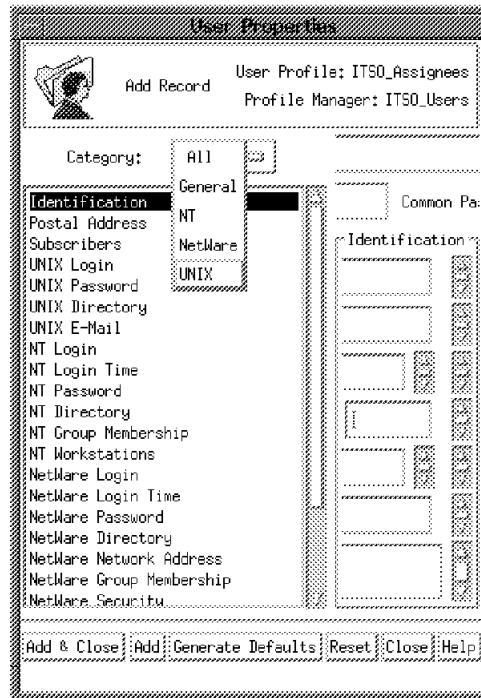 User Properties
Add Record
User Profile: ITSO_Assignees
Profile Manager: ITSO_Users
Category:
All
General
NT
NetWare
UNIX
Identification
Postal Address
Subscribers
UNIX Login
UNIX Password
UNIX Directory
UNIX E-Mail
NT Login
NT Login Time
NT Password
NT Directory
NT Group Membership
NT Workstations
NetWare Login
NetWare Login Time
NetWare Password
NetWare Directory
NetWare Network Address
NetWare Group Membership
NetWare Security
Common Pa
Identification
Add & Close Add Generate Defaults Reset Close Help